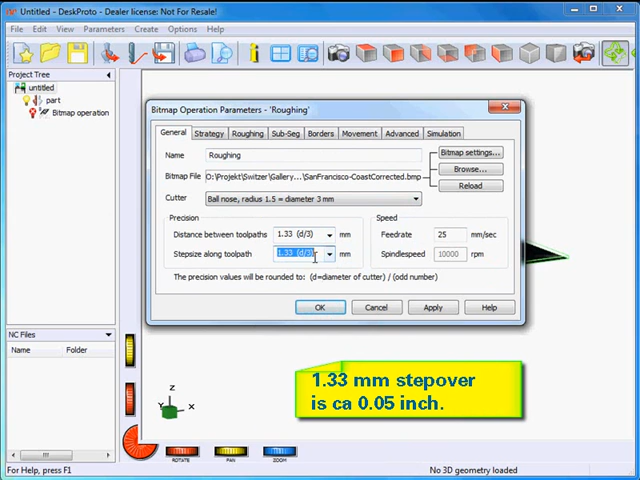 Untitled - DeskProto - Dealer license: Not For Resale!
File Edit View Parameters Create Options Help
Project Tree
untitled
part
Bitmap operation
NC Files
Name Folder
Bitmap Operation Parameters - 'Roughing'
General Strategy Roughing Sub-Seg Borders Movement Advanced Simulation
Name Roughing
Bitmap settings...
Bitmap File O:\Projekt\Switzer\Gallery...\SanFrancisco-CoastCorrected.bmp
Browse...
Reload
Cutter Ball nose, radius 1.5 = diameter 3 mm
Precision
Distance between toolpaths 1.33 (d/3) mm
Stepsize along toolpath 1.33 (d/3) mm
Speed
Feedrate 25 mm/sec
Spindlespeed 10000 rpm
The precision values will be rounded to: (d=diameter of cutter) / (odd number)
OK Cancel Apply Help
1.33 mm stepover
is ca 0.05 inch.
Z
Y
X
ROTATE PAN ZOOM
For Help, press F1
No 3D geometry loaded